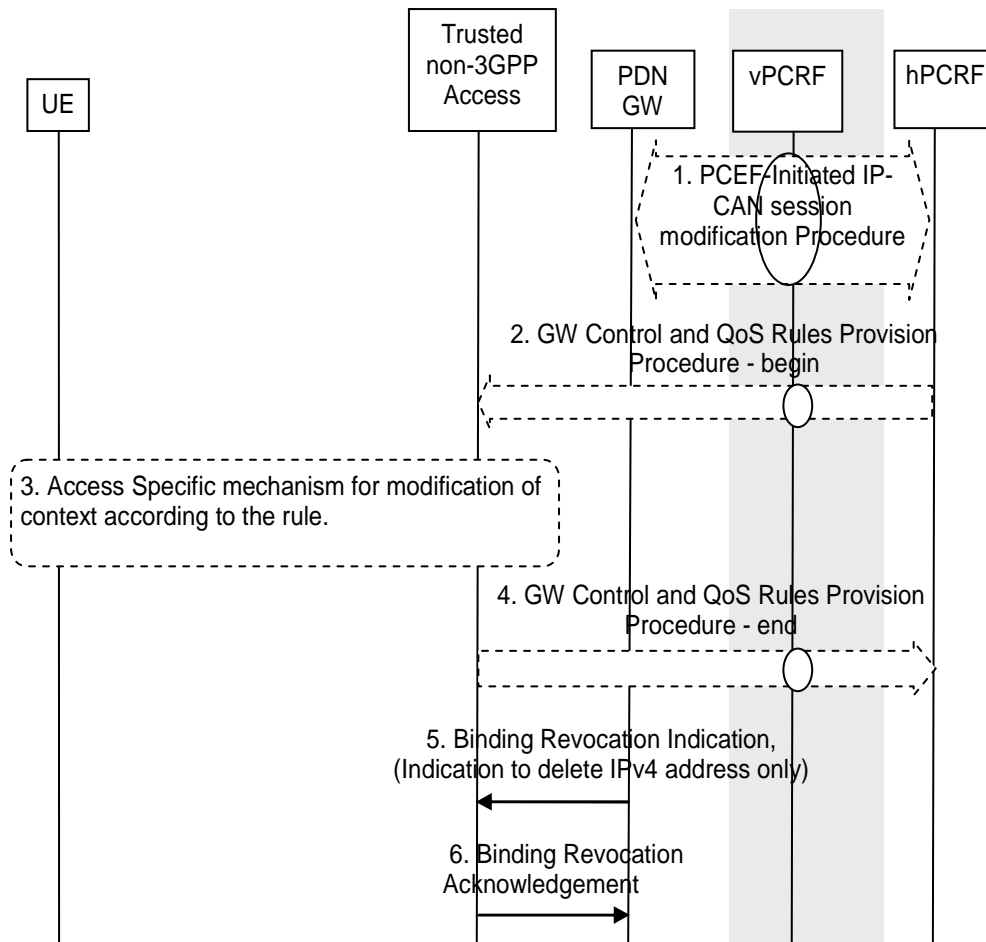 UE
Trusted
non-3GPP
Access
PDN
GW
vPCRF
hPCRF
1. PCEF-Initiated IP-
CAN session
modification Procedure
2. GW Control and QoS Rules Provision
Procedure - begin
3. Access Specific mechanism for modification of
context according to the rule.
4. GW Control and QoS Rules Provision
Procedure - end
5. Binding Revocation Indication,
(Indication to delete IPv4 address only)
6. Binding Revocation
Acknowledgement